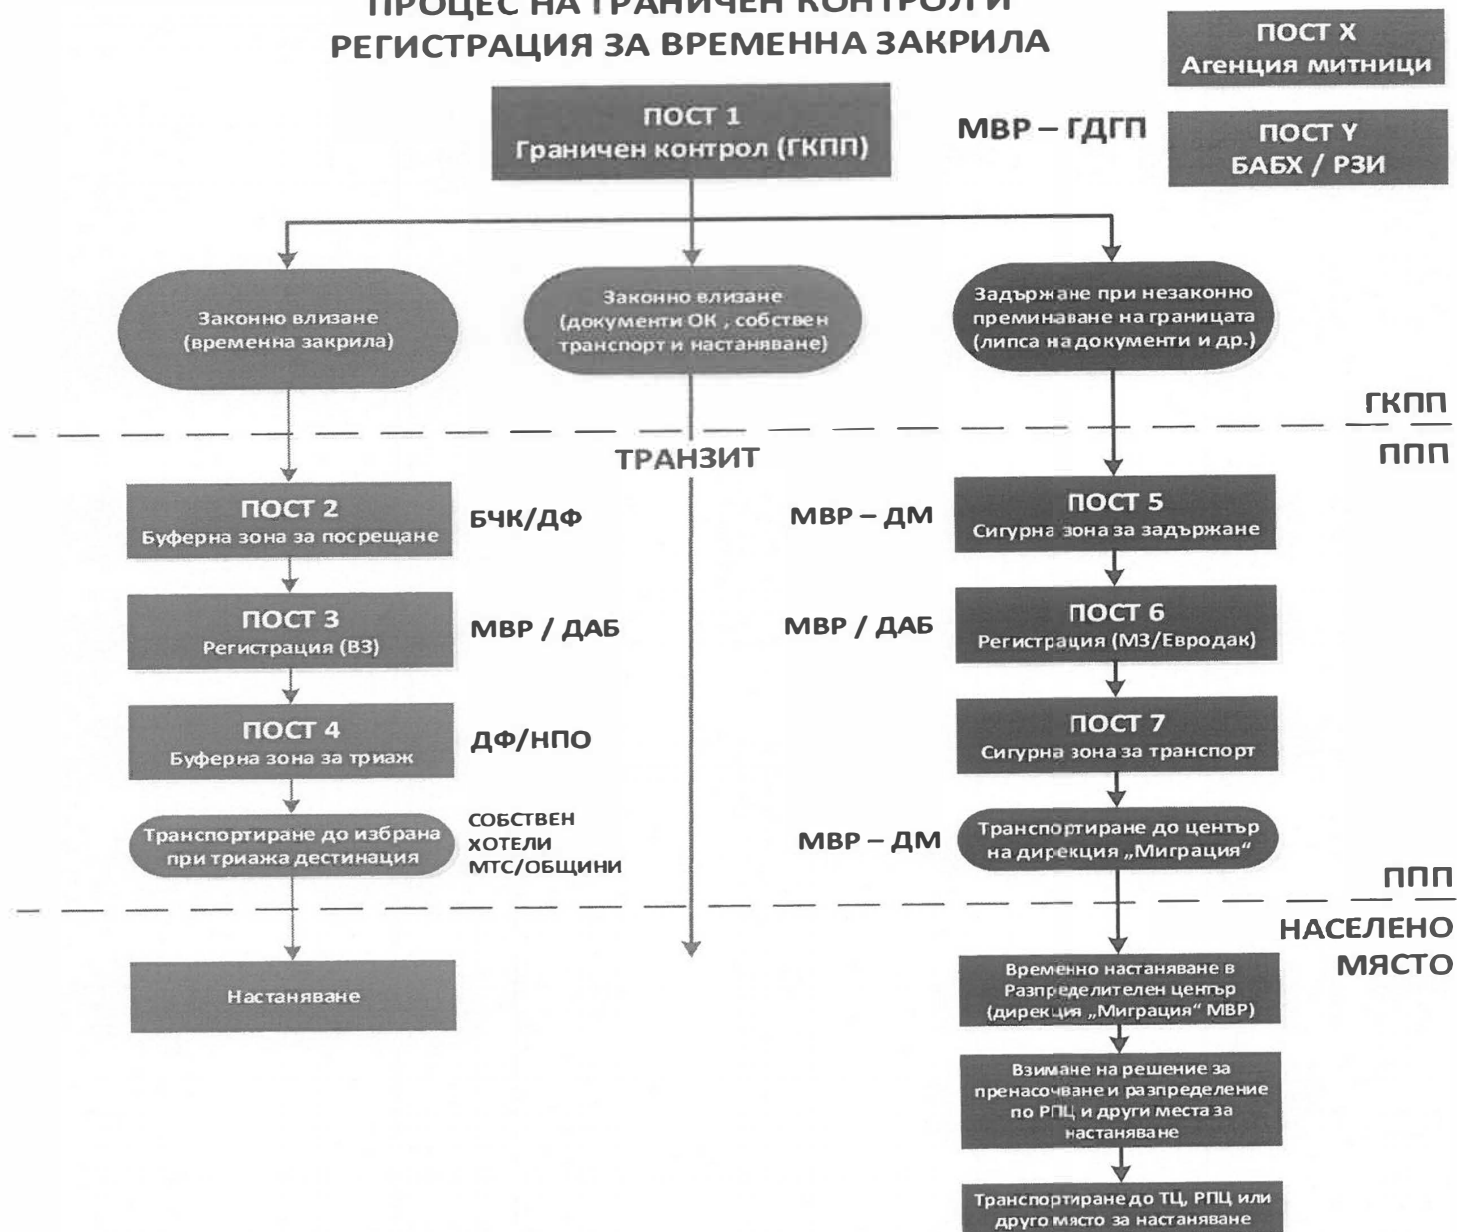 ПРОЦЕС НА ГРАНИЧЕН КОНТРОЛ И
РЕГИСТРАЦИЯ ЗА ВРЕМЕННА ЗАКРИЛА
ПОСТ X
Агенция митници
ПОСТ 1
Граничен контрол (ГКПП)
МВР – ГДГП
ПОСТ Y
БАБХ / РЗИ
Законно влизане
(временна закрила)
Законно влизане
(документи ОК , собствен
транспорт и настаняване)
Задържане при незаконно
преминаване на границата
(липса на документи и др.)
ГКПП
ППП
ТРАНЗИТ
ПОСТ 2
Буферна зона за посрещане
БЧК/ДФ
МВР – ДМ
ПОСТ 5
Сигурна зона за задържане
ПОСТ 3
Регистрация (ВЗ)
МВР / ДАБ
МВР / ДАБ
ПОСТ 6
Регистрация (МЗ/Евродак)
ПОСТ 4
Буферна зона за триаж
ДФ/НПО
ПОСТ 7
Сигурна зона за транспорт
Транспортиране до избрана
при триажа дестинация
СОБСТВЕН
ХОТЕЛИ
МТС/ОБЩИНИ
МВР – ДМ
Транспортиране до център
на дирекция „Миграция“
ППП
НАСЕЛЕНО
МЯСТО
Настаняване
Временно настаняване в
Разпределителен център
(дирекция „Миграция“ МВР)
Взимане на решение за
пренасочване и разпределение
по РПЦ и други места за
настаняване
Транспортиране до ТЦ, РПЦ или
друго място за настаняване